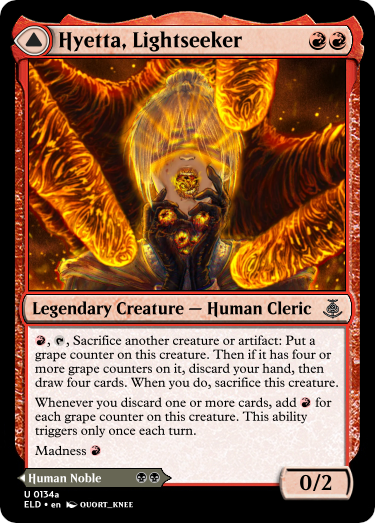 Hyetta, Lightseeker
Legendary Creature — Human Cleric
, , Sacrifice another creature or artifact: Put a
grape counter on this creature. Then if it has four or
more grape counters on it, discard your hand, then
draw four cards. When you do, sacrifice this creature.
Whenever you discard one or more cards, add for
each grape counter on this creature. This ability
triggers only once each turn.
Madness
Human Noble
0/2
U 0134a
ELD • en QUORT_KNEE